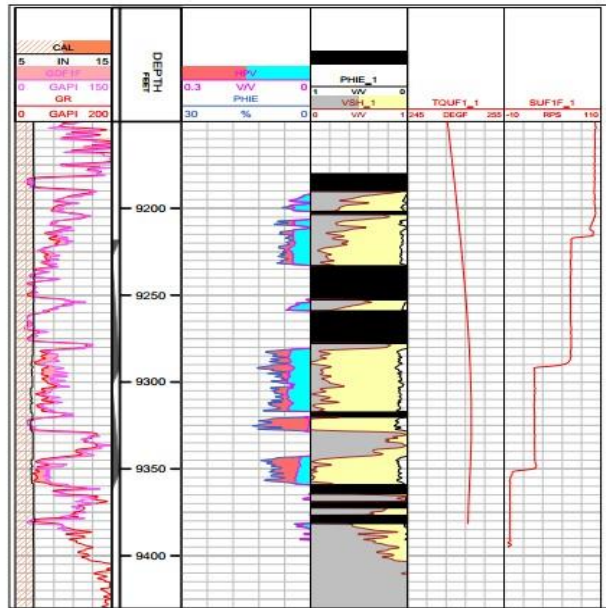 CAL
5 IN 15
GDF1F
0 GAPI 150
GR
0 GAPI 200
DEPTH
FEET
HPV
0.3 V/V 0
PHIE
30 % 0
PHIE_1
1 V/V 0
VSH_1
0 V/V 1
TQUF1_1
245 DEGF 255
SUF1F_1
-10 RPS 110
9200
9250
9300
9350
9400